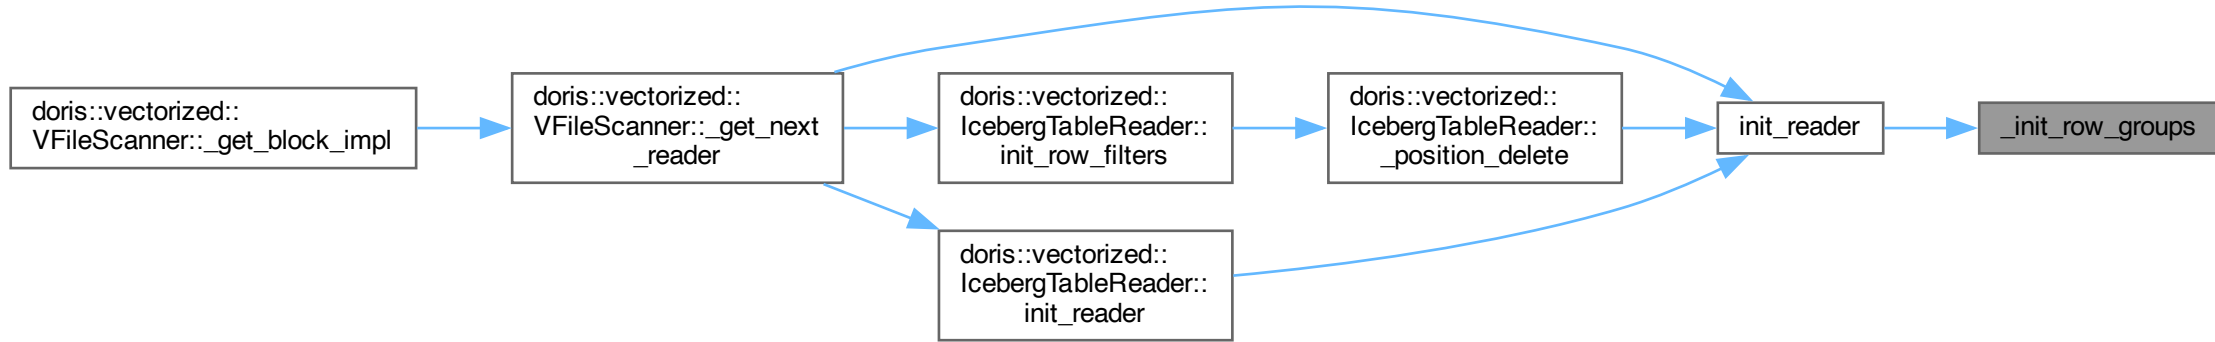 doris::vectorized::
VFileScanner::_get_block_impl
doris::vectorized::
VFileScanner::_get_next
_reader
doris::vectorized::
IcebergTableReader::
init_row_filters
doris::vectorized::
IcebergTableReader::
_position_delete
init_reader
_init_row_groups
doris::vectorized::
IcebergTableReader::
init_reader